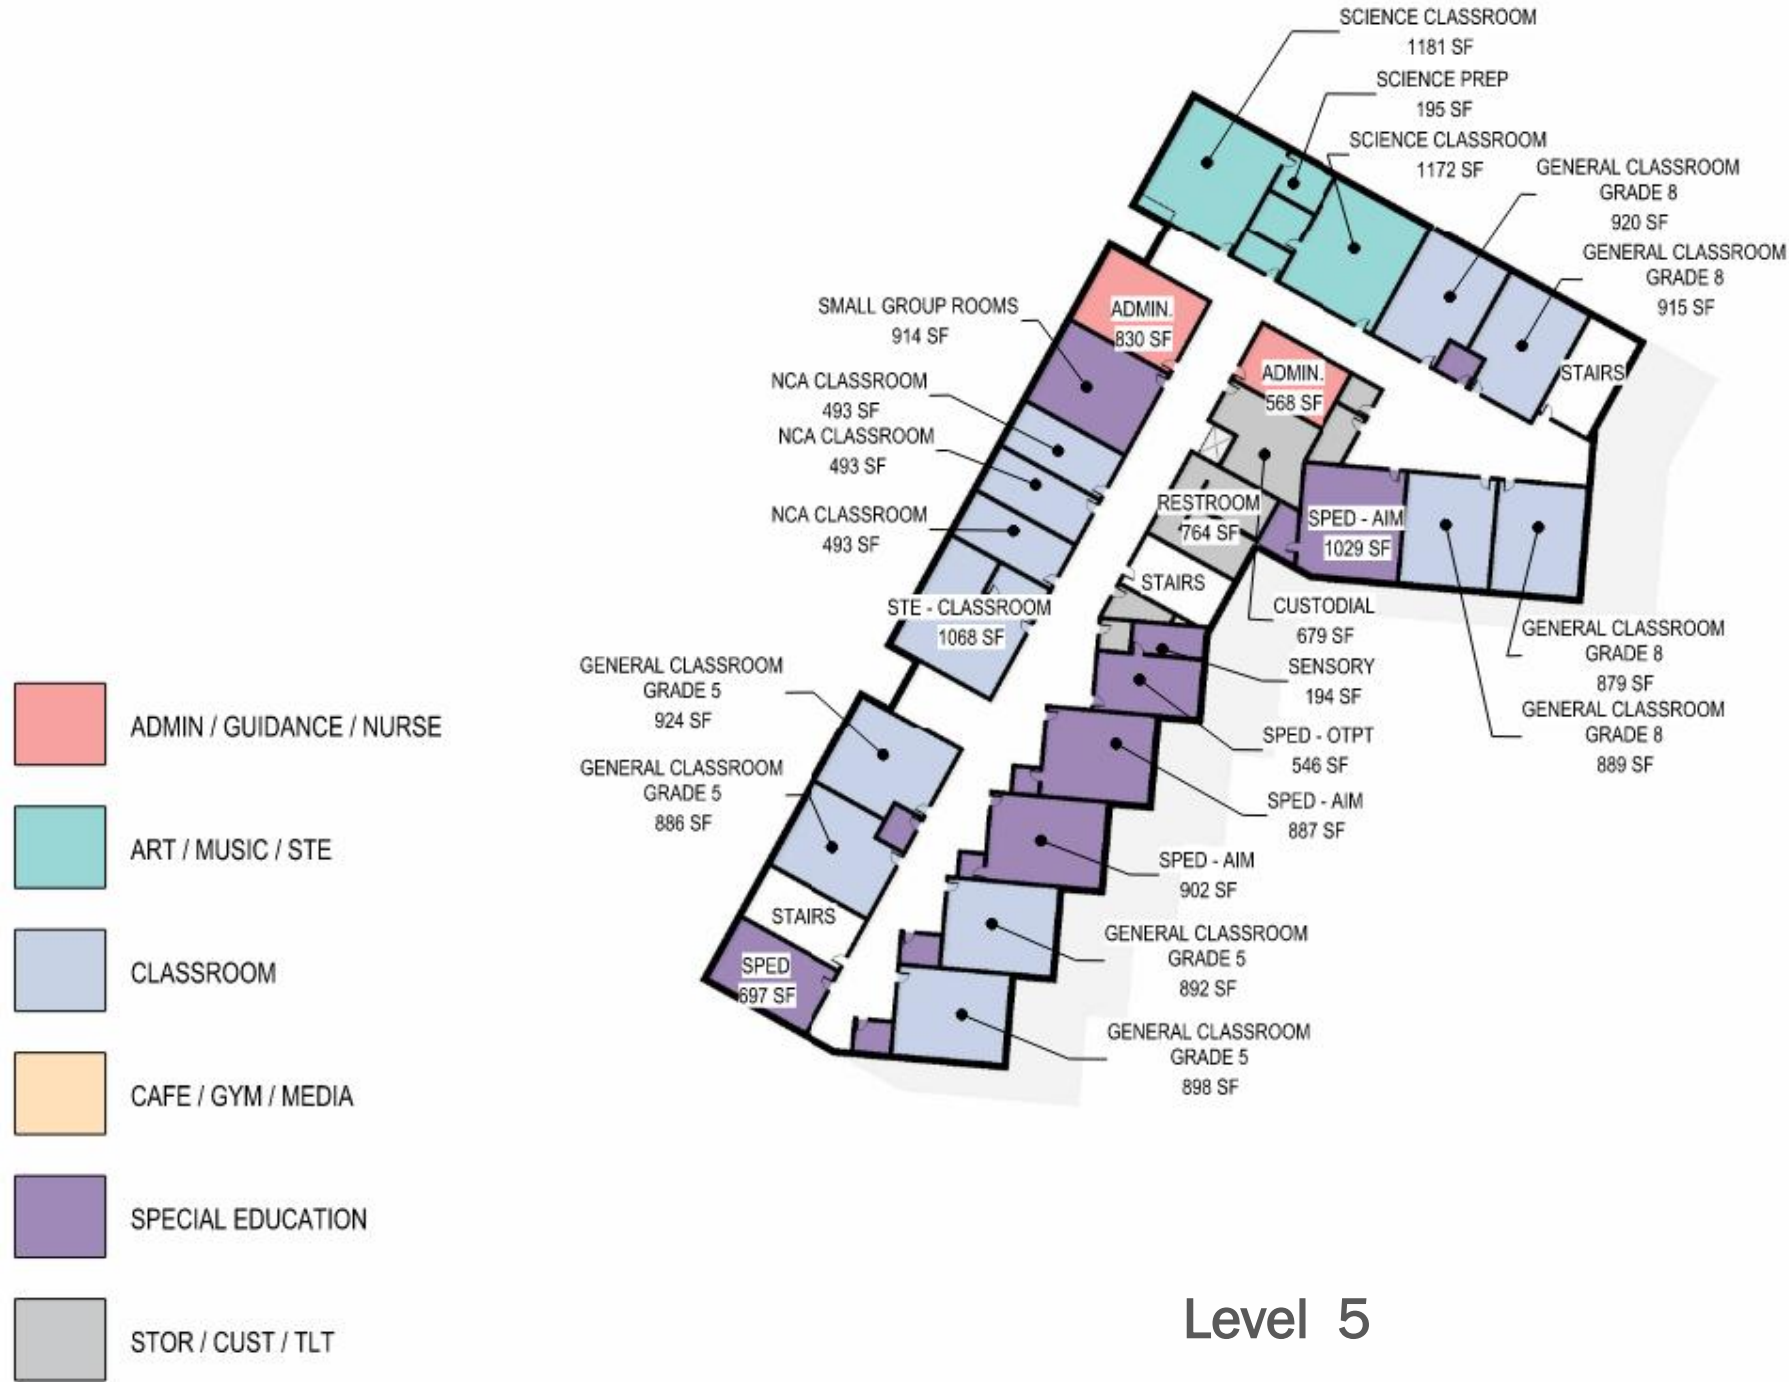 SCIENCE CLASSROOM
1181 SF
SCIENCE PREP
195 SF
SCIENCE CLASSROOM
1172 SF
GENERAL CLASSROOM
GRADE 8
920 SF
GENERAL CLASSROOM
GRADE 8
915 SF
STAIRS
SMALL GROUP ROOMS
914 SF
ADMIN.
830 SF
NCA CLASSROOM
493 SF
NCA CLASSROOM
493 SF
NCA CLASSROOM
493 SF
ADMIN.
568 SF
RESTROOM
764 SF
SPED - AIM
1029 SF
STAIRS
STE - CLASSROOM
1068 SF
CUSTODIAL
679 SF
SENSORY
194 SF
GENERAL CLASSROOM
GRADE 8
879 SF
GENERAL CLASSROOM
GRADE 8
889 SF
GENERAL CLASSROOM
GRADE 5
924 SF
GENERAL CLASSROOM
GRADE 5
886 SF
SPED - OTPT
546 SF
SPED - AIM
887 SF
SPED - AIM
902 SF
STAIRS
SPED
697 SF
GENERAL CLASSROOM
GRADE 5
892 SF
GENERAL CLASSROOM
GRADE 5
898 SF
ADMIN / GUIDANCE / NURSE
ART / MUSIC / STE
CLASSROOM
CAFE / GYM / MEDIA
SPECIAL EDUCATION
STOR / CUST / TLT
Level 5